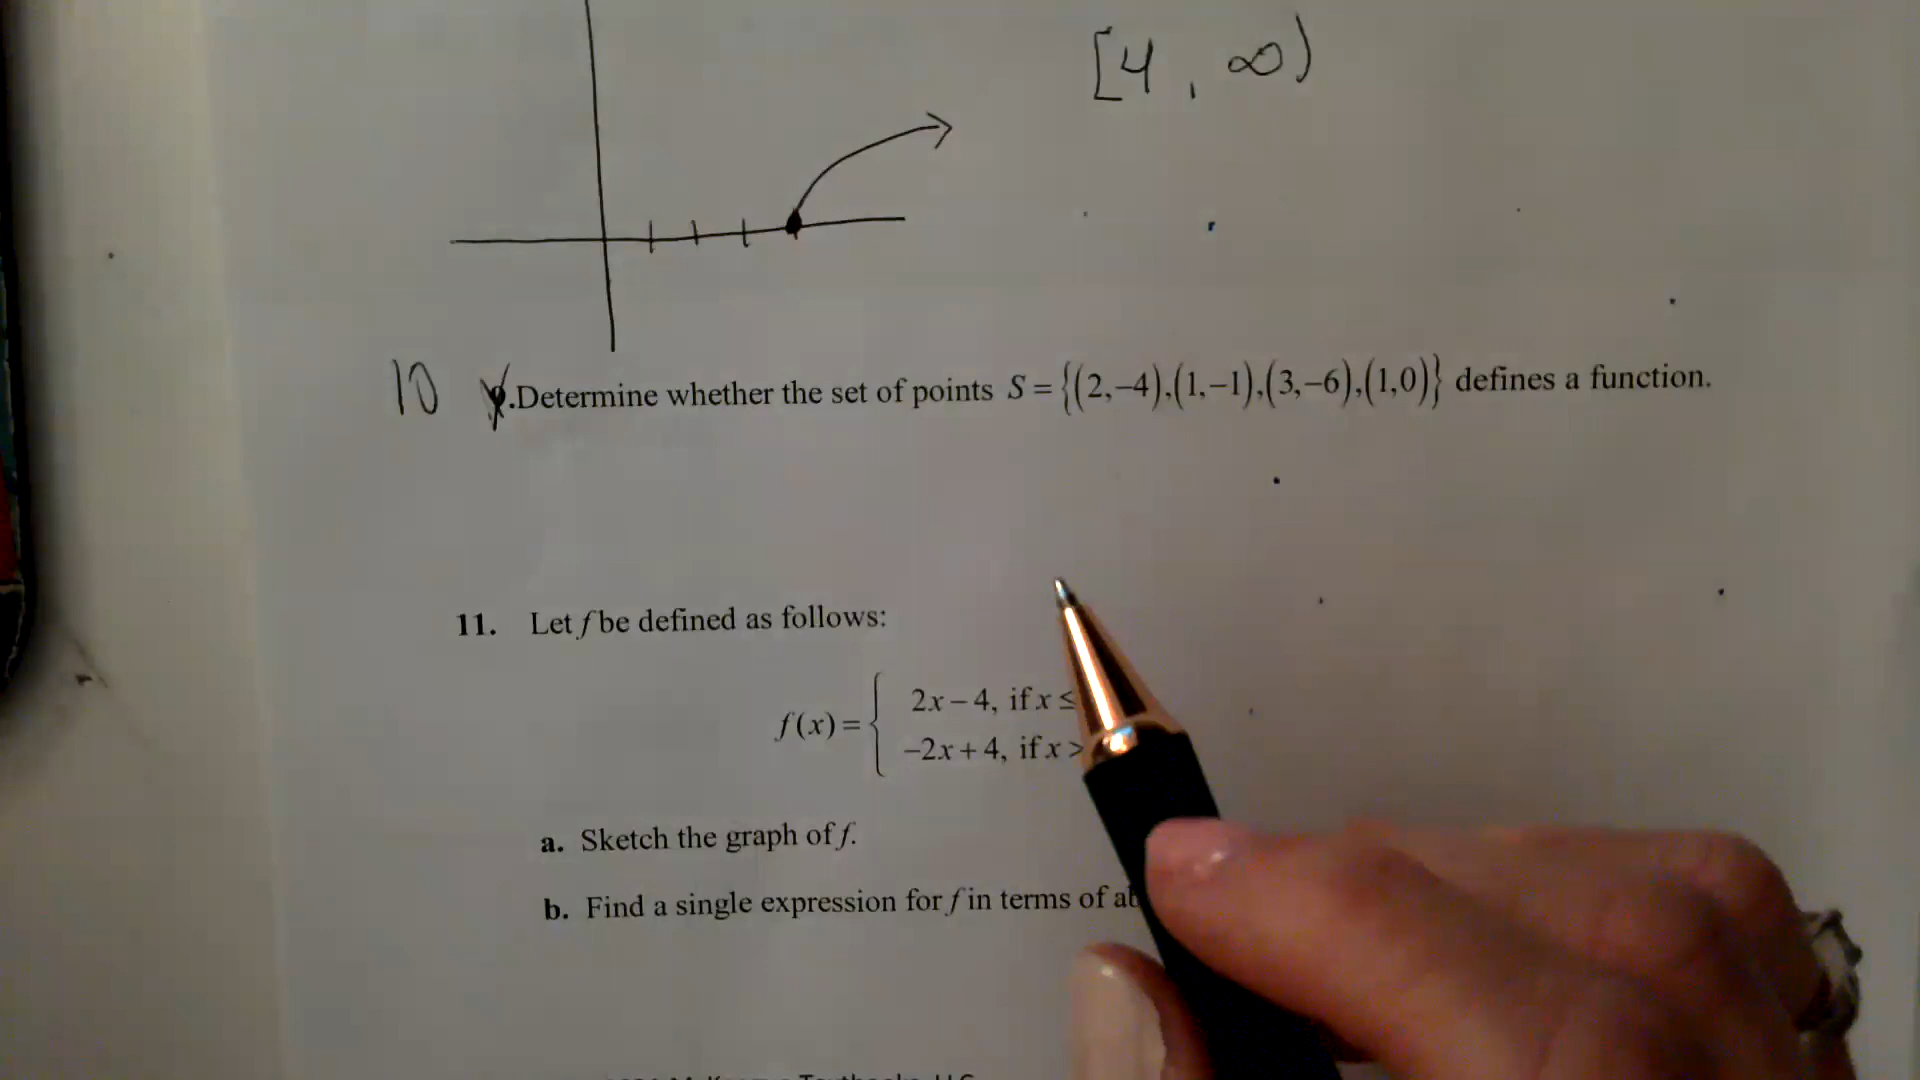 [4, ∞)
10 9.Determine whether the set of points S = {(2,−4),(1,−1),(3,−6),(1,0)} defines a function.
11. Let f be defined as follows:
f(x) = { 2x − 4, if x ≤
−2x + 4, if x >
a. Sketch the graph of f.
b. Find a single expression for f in terms of